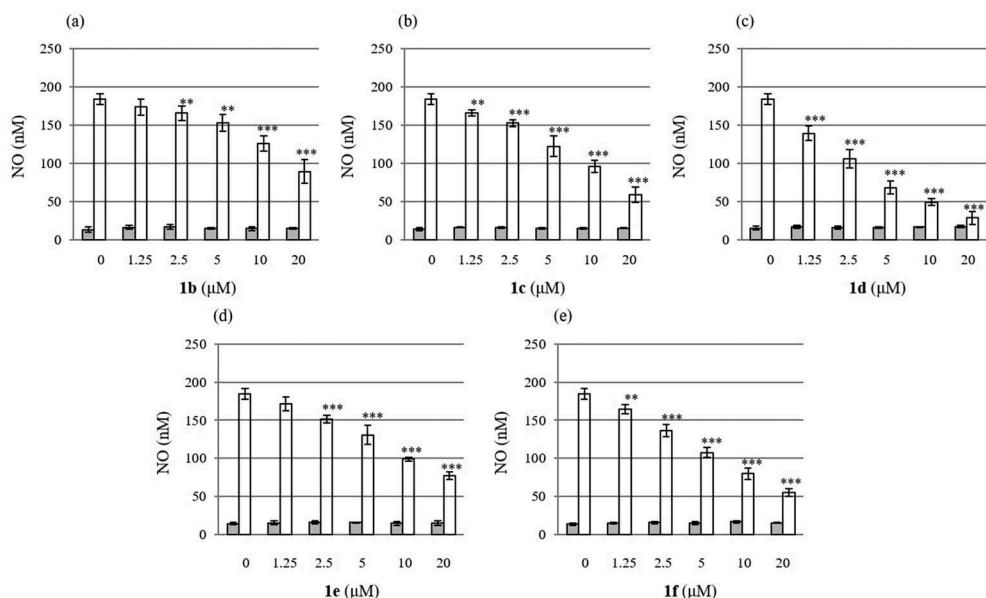 (a)
250
200
150
100
50
0
NO (nM)
** ** *** ***
0 1.25 2.5 5 10 20
1b (μM)
(b)
250
200
150
100
50
0
NO (nM)
** *** *** *** ***
0 1.25 2.5 5 10 20
1c (μM)
(c)
250
200
150
100
50
0
NO (nM)
*** *** *** *** ***
0 1.25 2.5 5 10 20
1d (μM)
(d)
250
200
150
100
50
0
NO (nM)
*** *** *** ***
0 1.25 2.5 5 10 20
1e (μM)
(e)
250
200
150
100
50
0
NO (nM)
** *** *** *** ***
0 1.25 2.5 5 10 20
1f (μM)